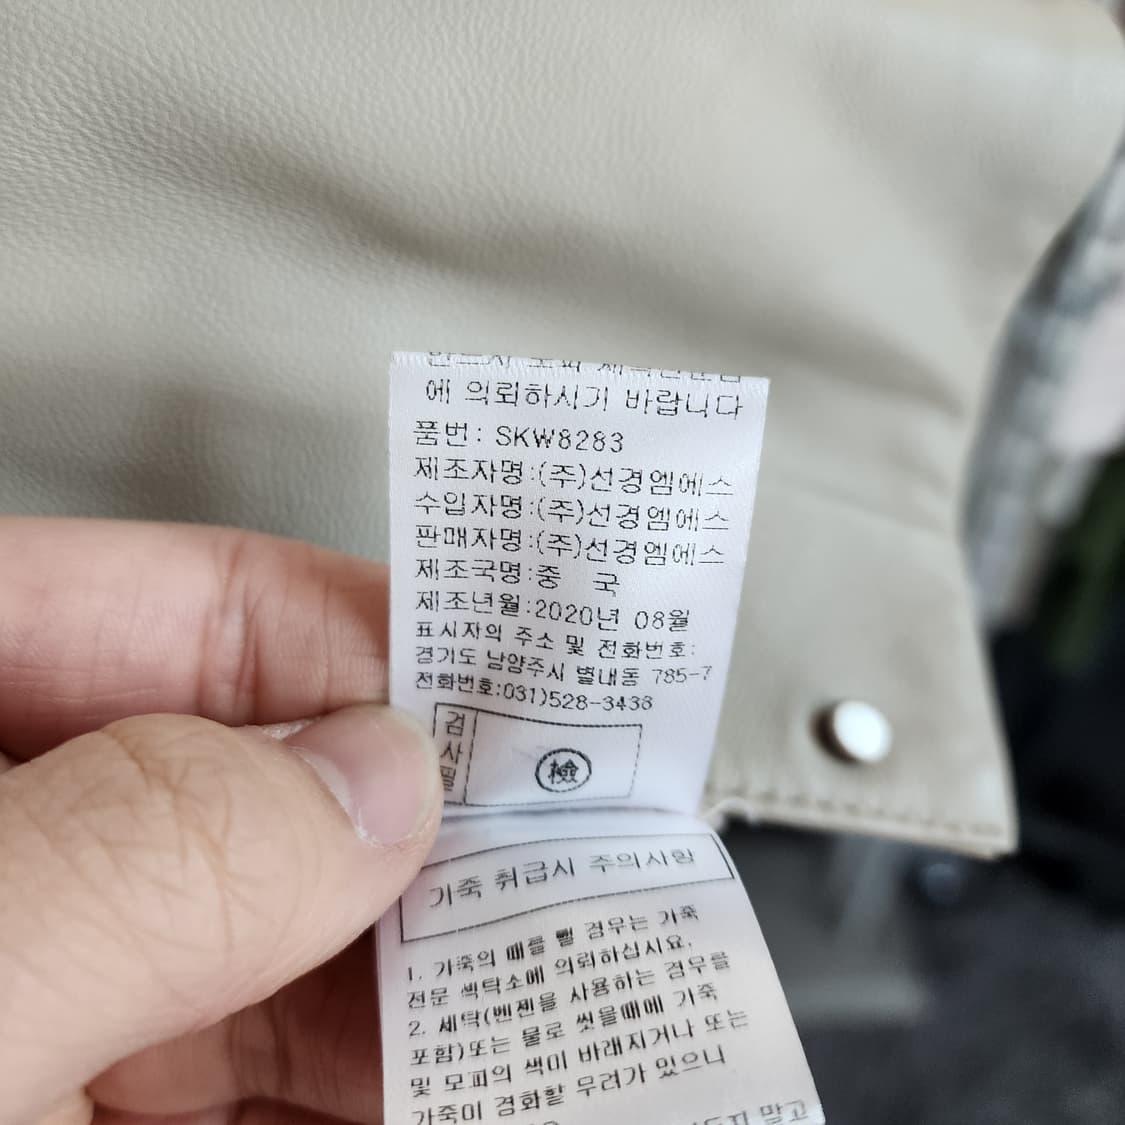 에 의뢰하시기 바랍니다
품번: SKW8283
제조자명:(주)선경엠에스
수입자명:(주)선경엠에스
판매자명:(주)선경엠에스
제조국명:중 국
제조년월:2020년 08월
표시자의 주소 및 전화번호:
경기도 남양주시 별내동 785-7
전화번호:031)528-3438
검사필
檢
가죽 취급시 주의사항
1. 가죽의 때를 뺄 경우는 가죽
전문 섹탁소에 의뢰하십시요.
2. 세탁(벤젠을 사용하는 경우를
포함)또는 물로 씻을때에 가죽
및 모피의 색이 바래지거나 또는
가죽이 경화할 우려가 있으니
말고